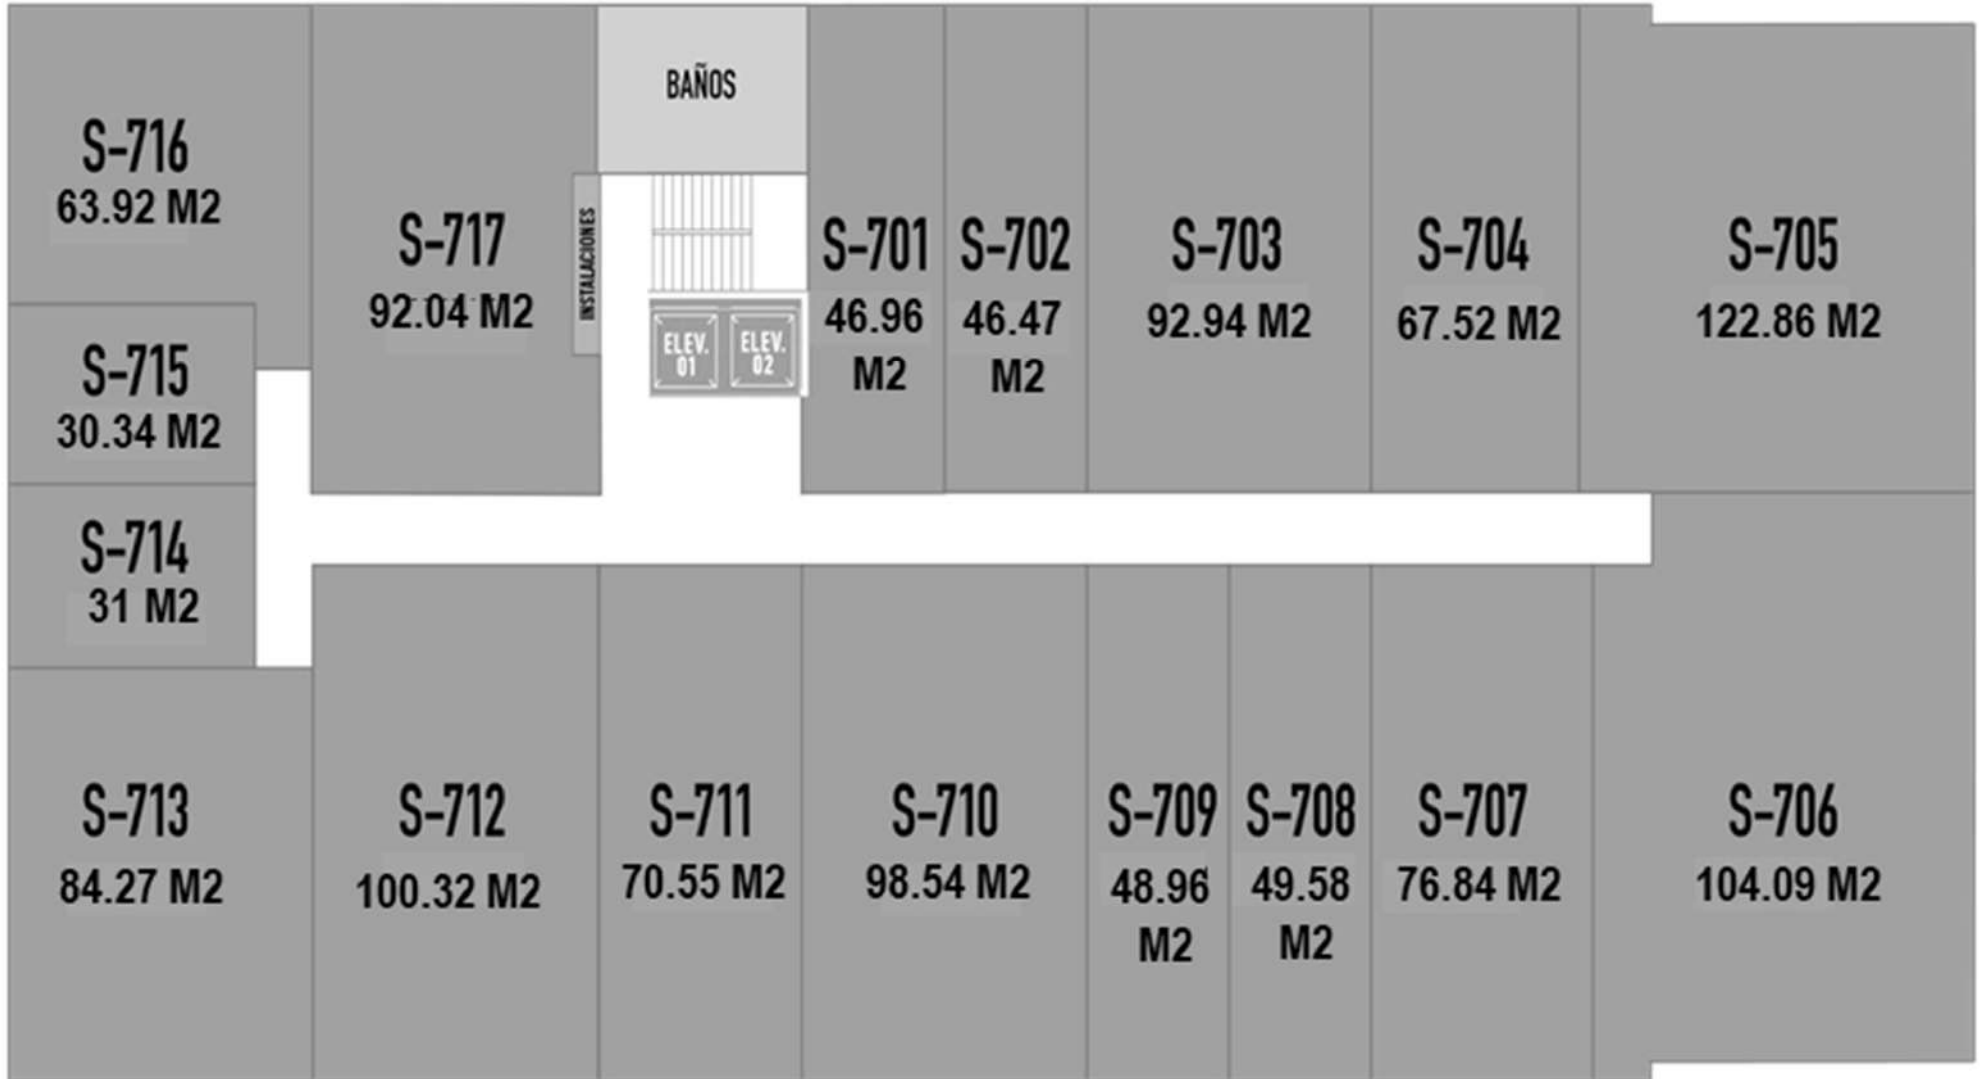 BAÑOS
S-716
63.92 M2
S-717
92.04 M2
INSTALACIONES
ELEV.
01
ELEV.
02
S-701
46.96
M2
S-702
46.47
M2
S-703
92.94 M2
S-704
67.52 M2
S-705
122.86 M2
S-715
30.34 M2
S-714
31 M2
S-713
84.27 M2
S-712
100.32 M2
S-711
70.55 M2
S-710
98.54 M2
S-709
48.96
M2
S-708
49.58
M2
S-707
76.84 M2
S-706
104.09 M2